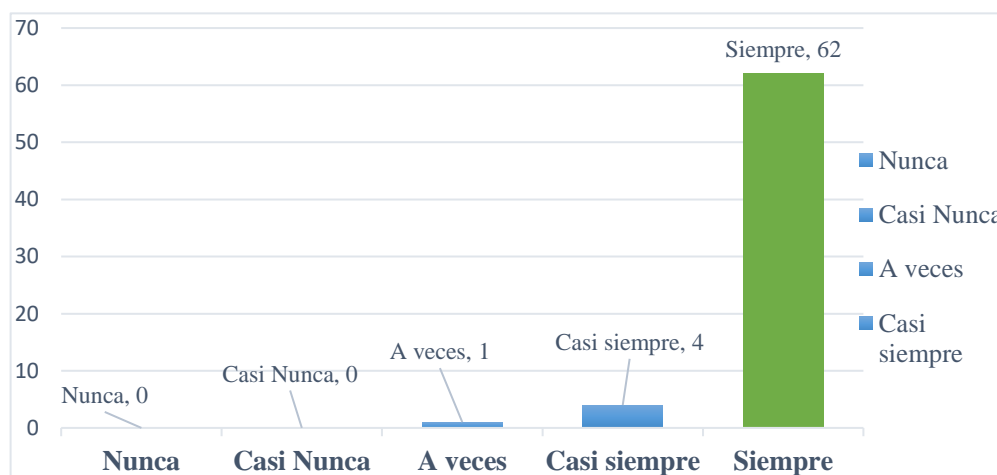 70
60
50
40
30
20
10
0
Siempre, 62
Casi siempre, 4
A veces, 1
Casi Nunca, 0
Nunca, 0
Nunca
Casi Nunca
A veces
Casi siempre
Siempre
Nunca
Casi Nunca
A veces
Casi
siempre